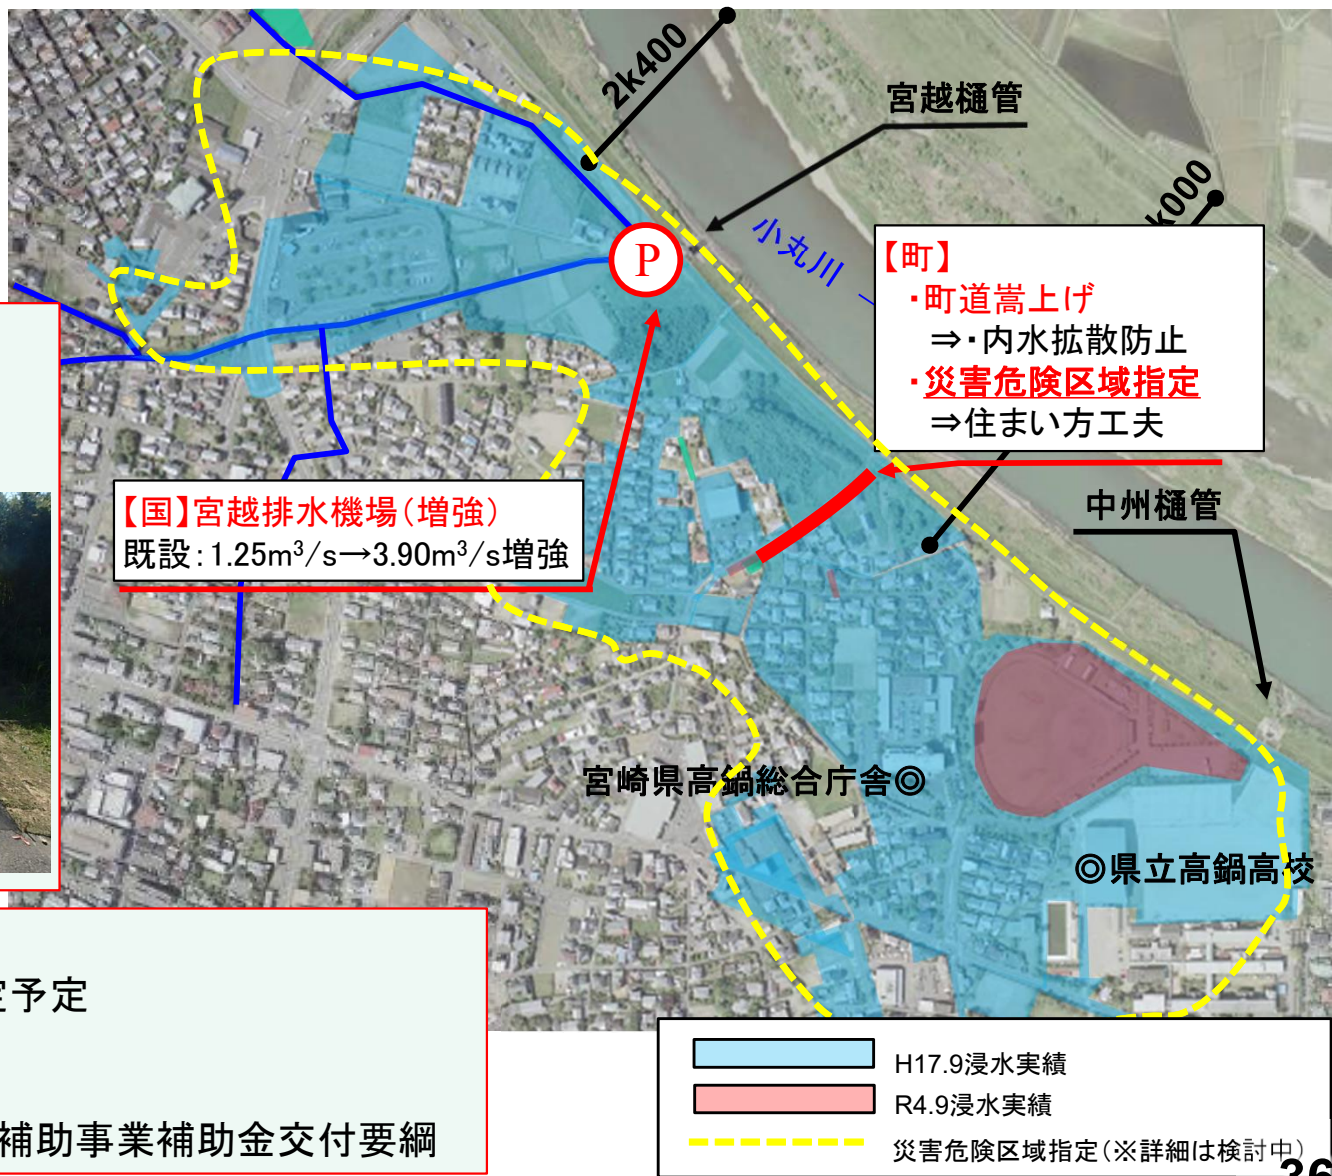 2k400
宮越樋管
k000
小丸川
P
【町】
・町道嵩上げ
⇒・内水拡散防止
・災害危険区域指定
⇒住まい方工夫
【国】宮越排水機場（増強）
既設：1.25m³/s→3.90m³/s増強
中州樋管
宮崎県高鍋総合庁舎◎
◎県立高鍋高校
定予定
補助事業補助金交付要綱
H17.9浸水実績
R4.9浸水実績
災害危険区域指定（※詳細は検討中）
36